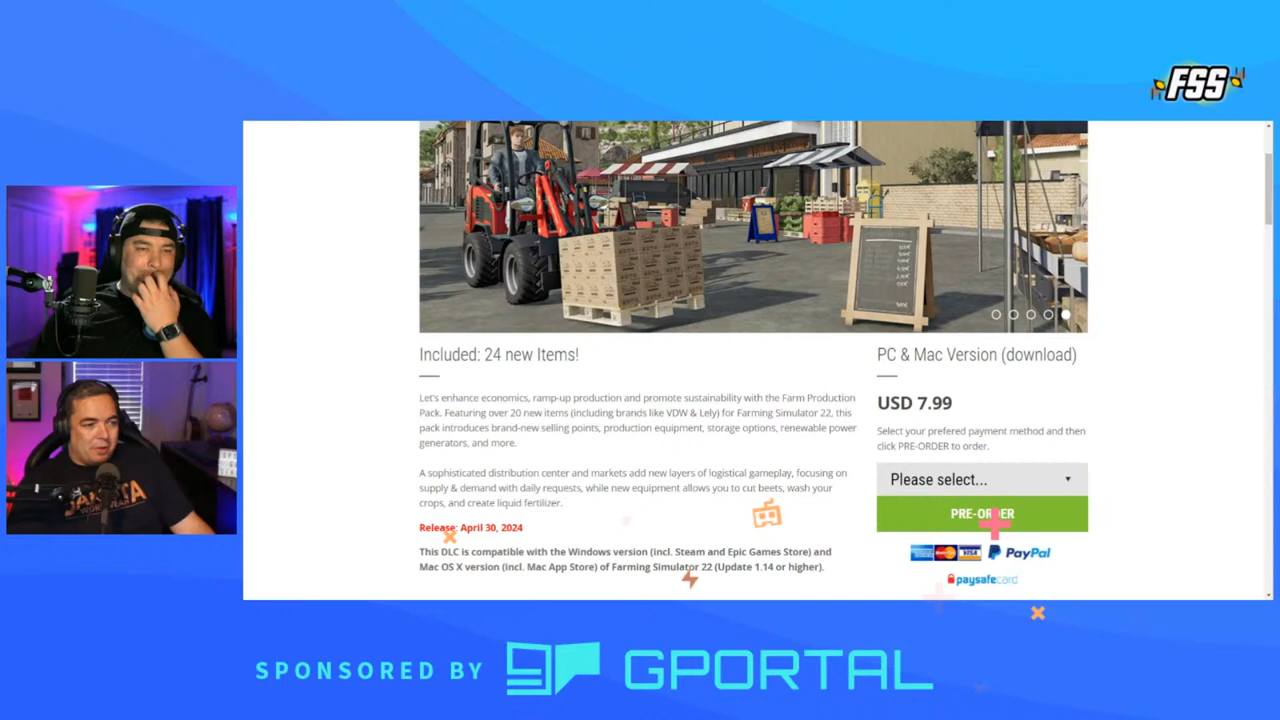 FSS
Included: 24 new Items!
Let's enhance economics, ramp-up production and promote sustainability with the Farm Production
Pack. Featuring over 20 new items (including brands like VDW & Lely) for Farming Simulator 22, this
pack introduces brand-new selling points, production equipment, storage options, renewable power
generators, and more.
A sophisticated distribution center and markets add new layers of logistical gameplay, focusing on
supply & demand with daily requests, while new equipment allows you to cut beets, wash your
crops, and create liquid fertilizer.
Release: April 30, 2024
This DLC is compatible with the Windows version (incl. Steam and Epic Games Store) and
Mac OS X version (incl. Mac App Store) of Farming Simulator 22 (Update 1.14 or higher).
PC & Mac Version (download)
USD 7.99
Select your prefered payment method and then
click PRE-ORDER to order.
Please select...
PRE-ORDER
VISA PayPal
paysafecard
SPONSORED BY GPORTAL